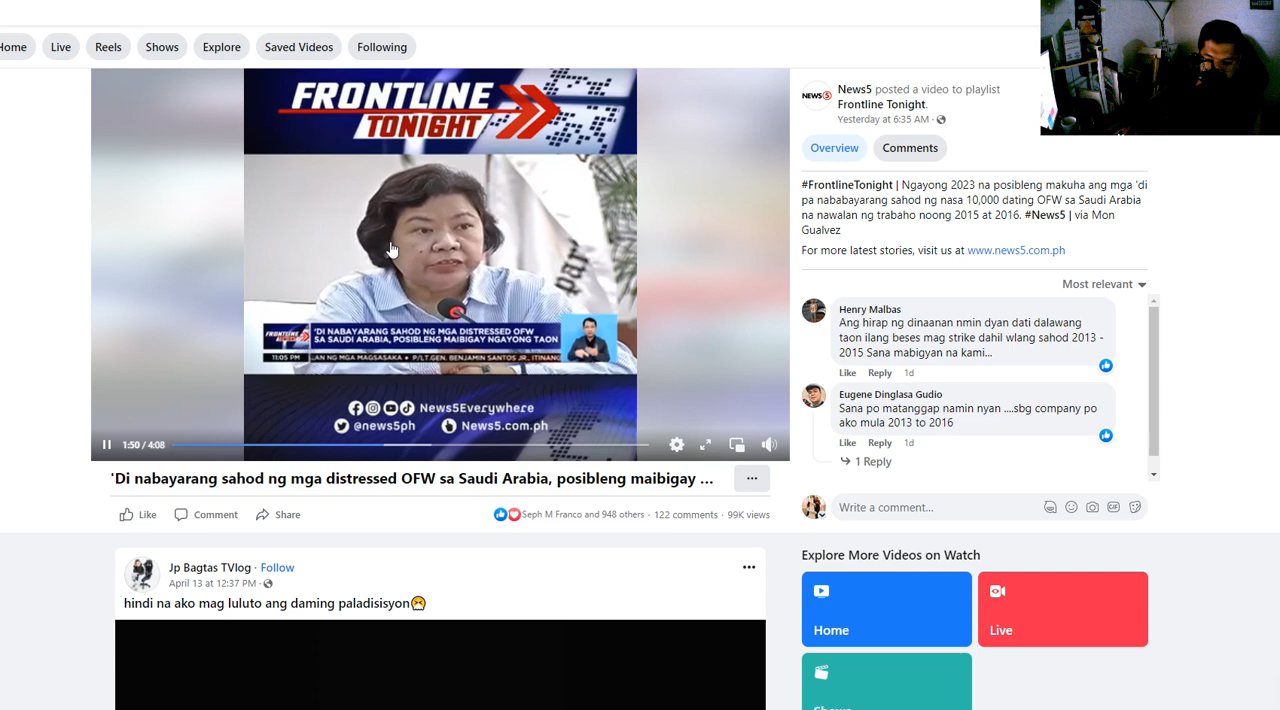 Home
Live
Reels
Shows
Explore
Saved Videos
Following
FRONTLINE
TONIGHT
par
FRONTLINE
TONIGHT
'DI NABAYARANG SAHOD NG MGA DISTRESSED OFW
SA SAUDI ARABIA, POSIBLENG MAIBIGAY NGAYONG TAON
11:05 PM
LAN NG MGA MAGSASAKA • P/LT.GEN. BENJAMIN SANTOS JR., ITINANG
News5Everywhere
@news5ph
News5.com.ph
1:50 / 4:08
'Di nabayarang sahod ng mga distressed OFW sa Saudi Arabia, posibleng maibigay ...
Like
Comment
Share
Seph M Franco and 948 others · 122 comments · 99K views
Jp Bagtas TVlog · Follow
April 13 at 12:37 PM ·
hindi na ako mag luluto ang daming paladisisyon😤
NEWS5
News5 posted a video to playlist
Frontline Tonight.
Yesterday at 6:35 AM ·
Overview
Comments
#FrontlineTonight | Ngayong 2023 na posibleng makuha ang mga 'di
pa nababayarang sahod ng nasa 10,000 dating OFW sa Saudi Arabia
na nawalan ng trabaho noong 2015 at 2016. #News5 | via Mon
Gualvez
For more latest stories, visit us at www.news5.com.ph
Most relevant
Henry Malbas
Ang hirap ng dinaanan nmin dyan dati dalawang
taon ilang beses mag strike dahil wlang sahod 2013 -
2015 Sana mabigyan na kami...
Like Reply 1d
Eugene Dinglasa Gudio
Sana po matanggap namin nyan ....sbg company po
ako mula 2013 to 2016
Like Reply 1d
1 Reply
Write a comment...
GIF
Explore More Videos on Watch
Home
Live
Shows